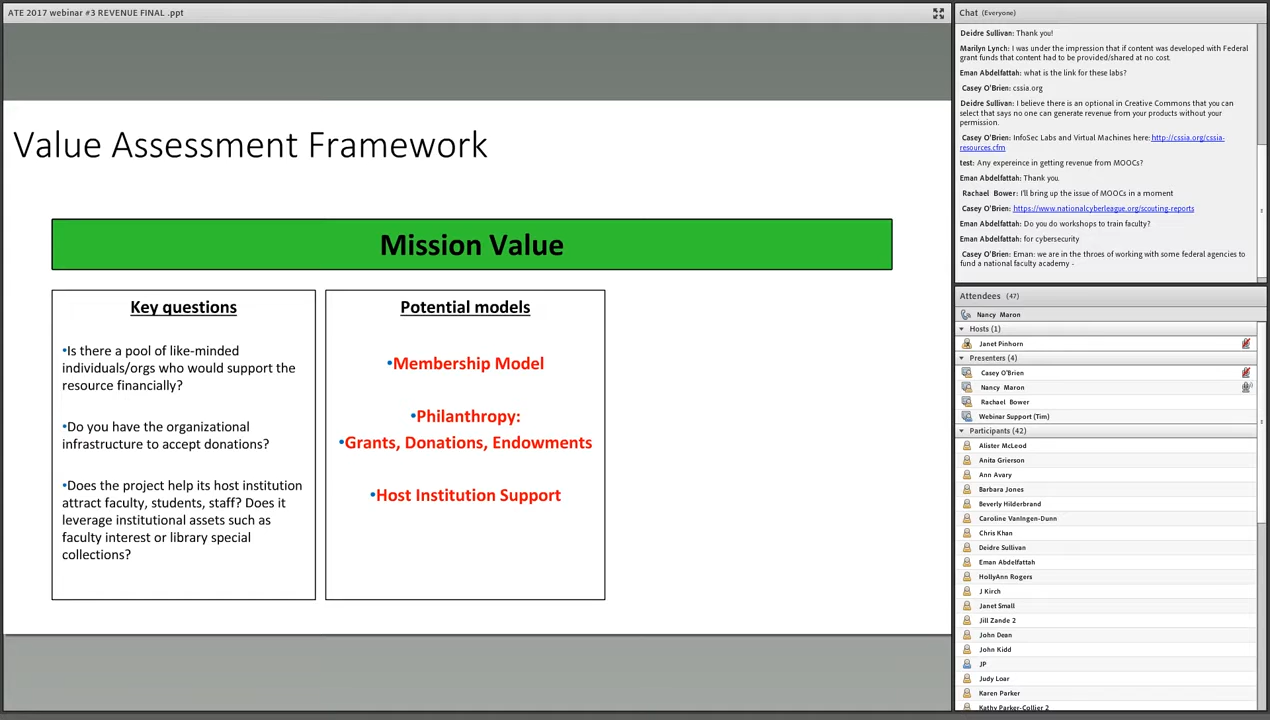 ATE 2017 webinar #3 REVENUE FINAL .ppt
Value Assessment Framework
Mission Value
Key questions
•Is there a pool of like-minded
individuals/orgs who would support the
resource financially?
•Do you have the organizational
infrastructure to accept donations?
•Does the project help its host institution
attract faculty, students, staff? Does it
leverage institutional assets such as
faculty interest or library special
collections?
Potential models
•Membership Model
•Philanthropy:
•Grants, Donations, Endowments
•Host Institution Support
Chat (Everyone)
Deidre Sullivan: Thank you!
Marilyn Lynch: I was under the impression that if content was developed with Federal
grant funds that content had to be provided/shared at no cost.
Eman Abdelfattah: what is the link for these labs?
Casey O'Brien: cssia.org
Deidre Sullivan: I believe there is an optional in Creative Commons that you can
select that says no one can generate revenue from your products without your
permission.
Casey O'Brien: InfoSec Labs and Virtual Machines here: http://cssia.org/cssia-
resources.cfm
test: Any expereince in getting revenue from MOOCs?
Eman Abdelfattah: Thank you.
Rachael Bower: I'll bring up the issue of MOOCs in a moment
Casey O'Brien: https://www.nationalcyberleague.org/scouting-reports
Eman Abdelfattah: Do you do workshops to train faculty?
Eman Abdelfattah: for cybersecurity
Casey O'Brien: Eman: we are in the throes of working with some federal agencies to
fund a national faculty academy -
Attendees (47)
Nancy Maron
Hosts (1)
Janet Pinhorn
Presenters (4)
Casey O'Brien
Nancy Maron
Rachael Bower
Webinar Support (Tim)
Participants (42)
Alister McLeod
Anita Grierson
Ann Avary
Barbara Jones
Beverly Hilderbrand
Caroline VanIngen-Dunn
Chris Khan
Deidre Sullivan
Eman Abdelfattah
HollyAnn Rogers
J Kirch
Janet Small
Jill Zande 2
John Dean
John Kidd
JP
Judy Loar
Karen Parker
Kathy Parker-Collier 2